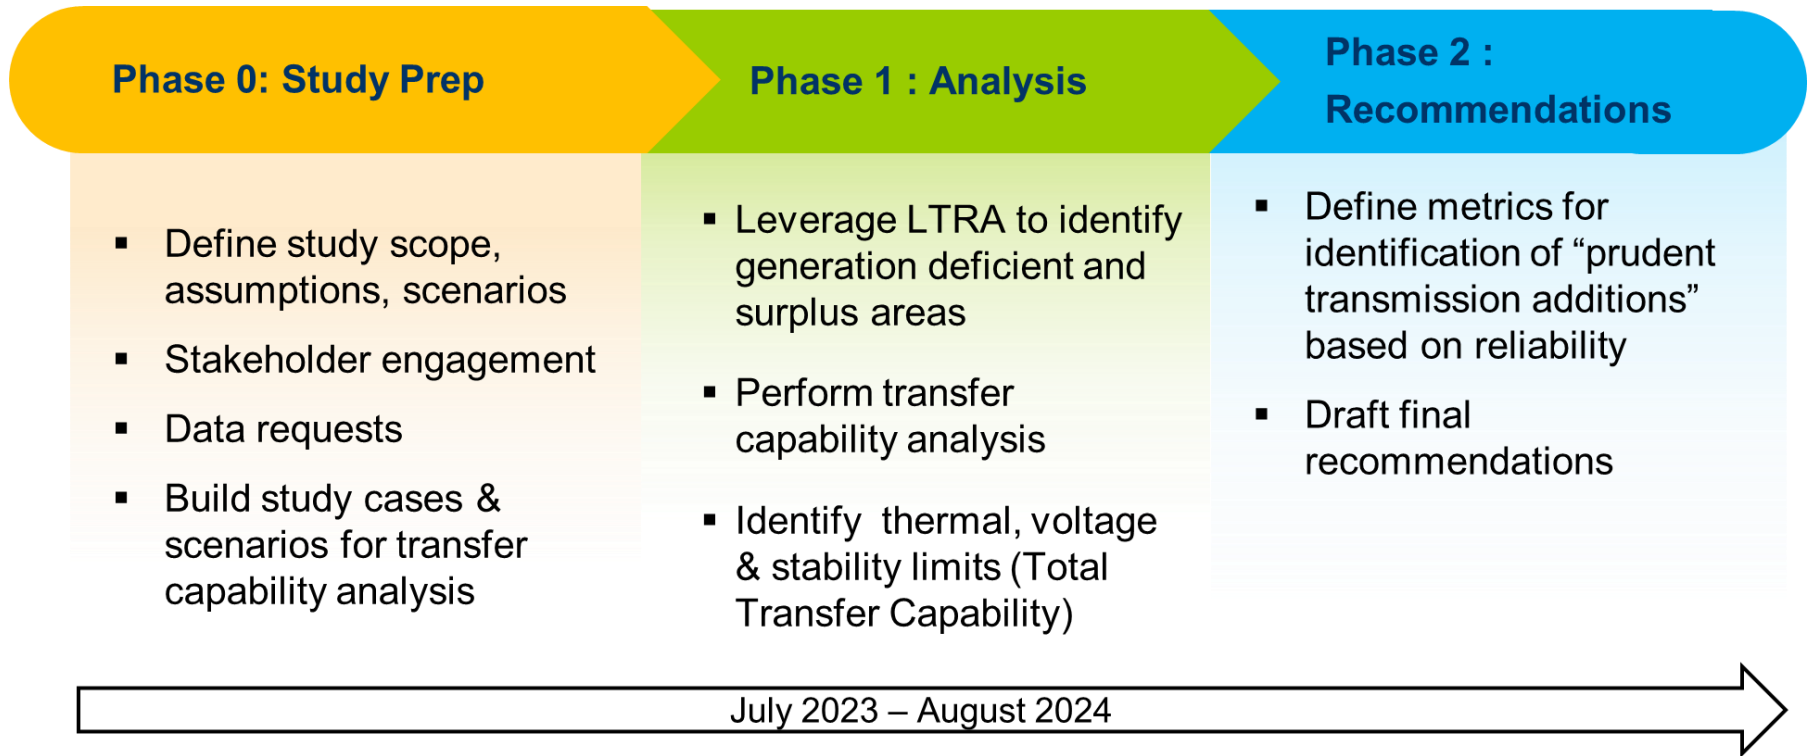 Phase 0: Study Prep
▪ Define study scope,
assumptions, scenarios
▪ Stakeholder engagement
▪ Data requests
▪ Build study cases &
scenarios for transfer
capability analysis
Phase 1 : Analysis
▪ Leverage LTRA to identify
generation deficient and
surplus areas
▪ Perform transfer
capability analysis
▪ Identify  thermal, voltage
& stability limits (Total
Transfer Capability)
Phase 2 :
Recommendations
▪ Define metrics for
identification of “prudent
transmission additions”
based on reliability
▪ Draft final
recommendations
July 2023 – August 2024